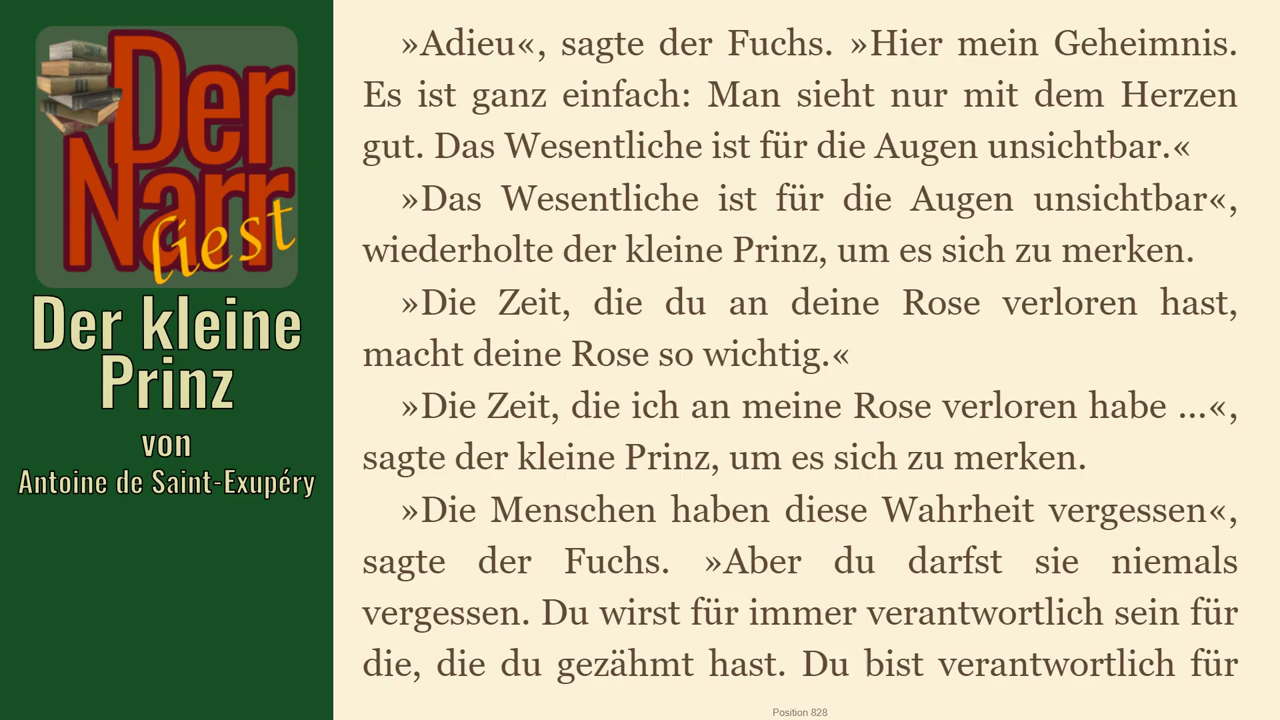 Der
Narr
liest
Der kleine
Prinz
von
Antoine de Saint-Exupéry
»Adieu«, sagte der Fuchs. »Hier mein Geheimnis.
Es ist ganz einfach: Man sieht nur mit dem Herzen
gut. Das Wesentliche ist für die Augen unsichtbar.«
»Das Wesentliche ist für die Augen unsichtbar«,
wiederholte der kleine Prinz, um es sich zu merken.
»Die Zeit, die du an deine Rose verloren hast,
macht deine Rose so wichtig.«
»Die Zeit, die ich an meine Rose verloren habe ...«,
sagte der kleine Prinz, um es sich zu merken.
»Die Menschen haben diese Wahrheit vergessen«,
sagte der Fuchs. »Aber du darfst sie niemals
vergessen. Du wirst für immer verantwortlich sein für
die, die du gezähmt hast. Du bist verantwortlich für
Position 828